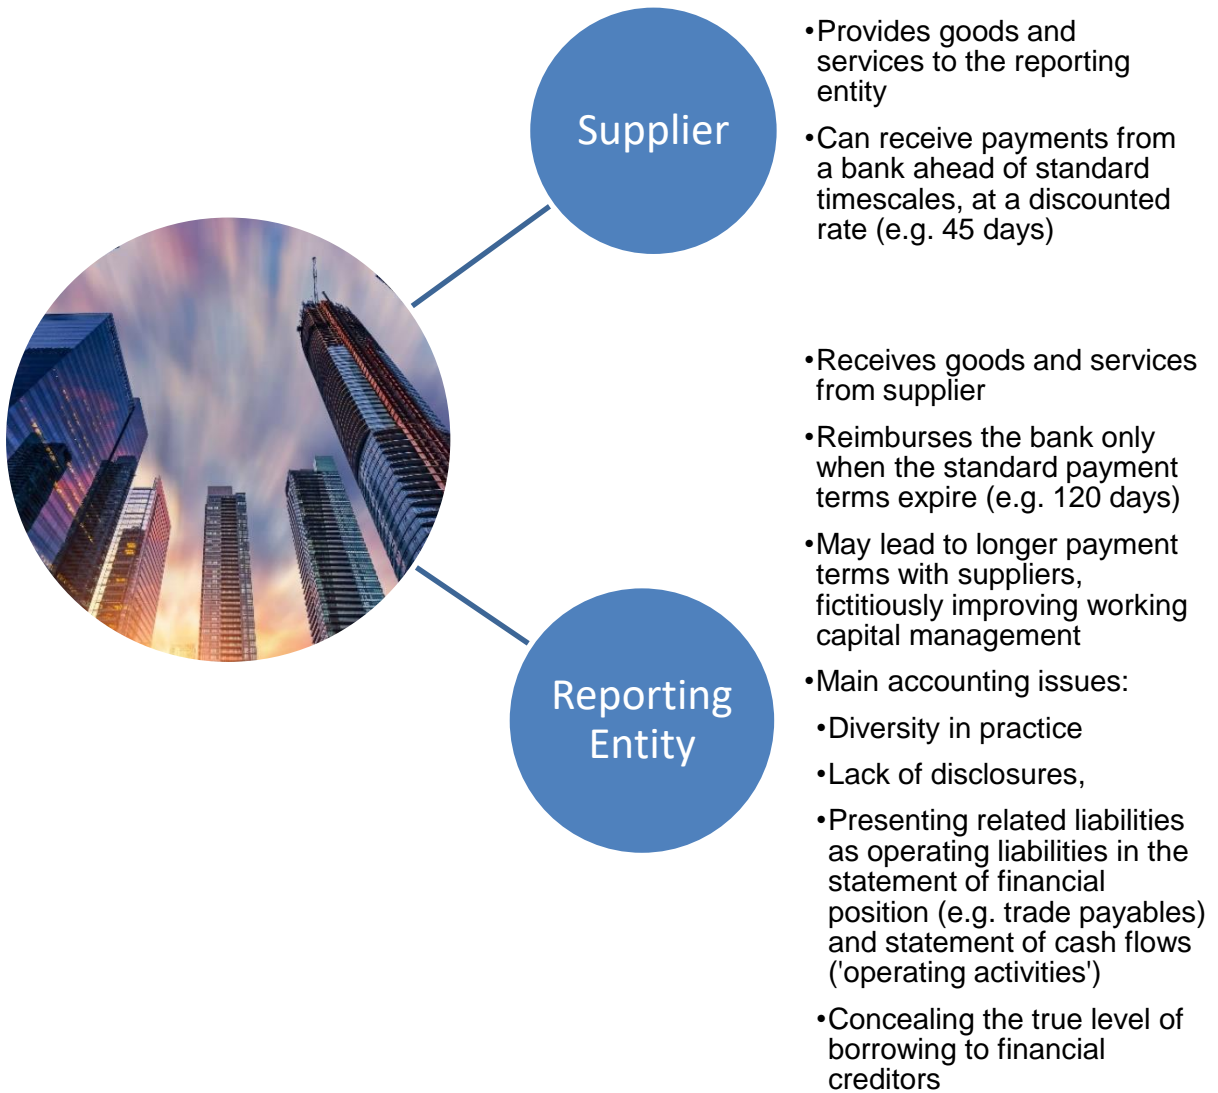 Supplier
•Provides goods and
services to the reporting
entity
•Can receive payments from
a bank ahead of standard
timescales, at a discounted
rate (e.g. 45 days)
Reporting
Entity
•Receives goods and services
from supplier
•Reimburses the bank only
when the standard payment
terms expire (e.g. 120 days)
•May lead to longer payment
terms with suppliers,
fictitiously improving working
capital management
•Main accounting issues:
•Diversity in practice
•Lack of disclosures,
•Presenting related liabilities
as operating liabilities in the
statement of financial
position (e.g. trade payables)
and statement of cash flows
('operating activities')
•Concealing the true level of
borrowing to financial
creditors